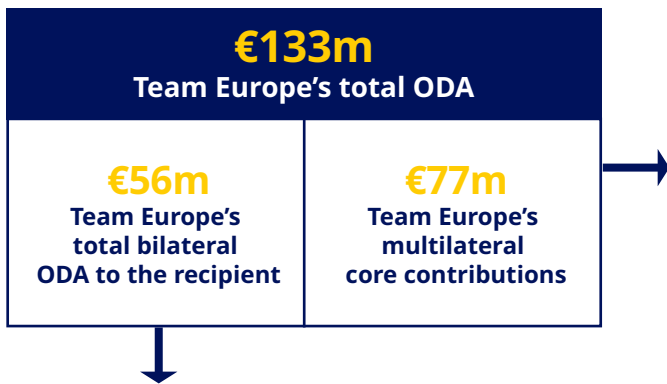 €133m
Team Europe's total ODA
€56m
Team Europe's
total bilateral
ODA to the recipient
€77m
Team Europe's
multilateral
core contributions